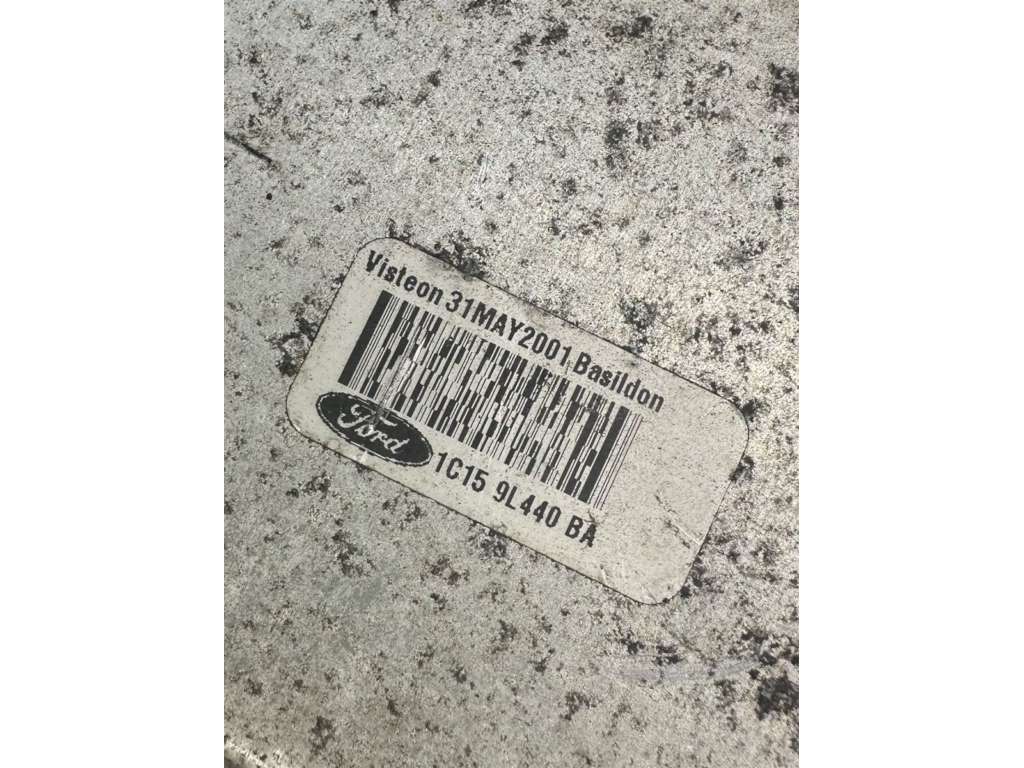 Visteon 31MAY2001 Basildon
Ford
1C15 9L440 BA